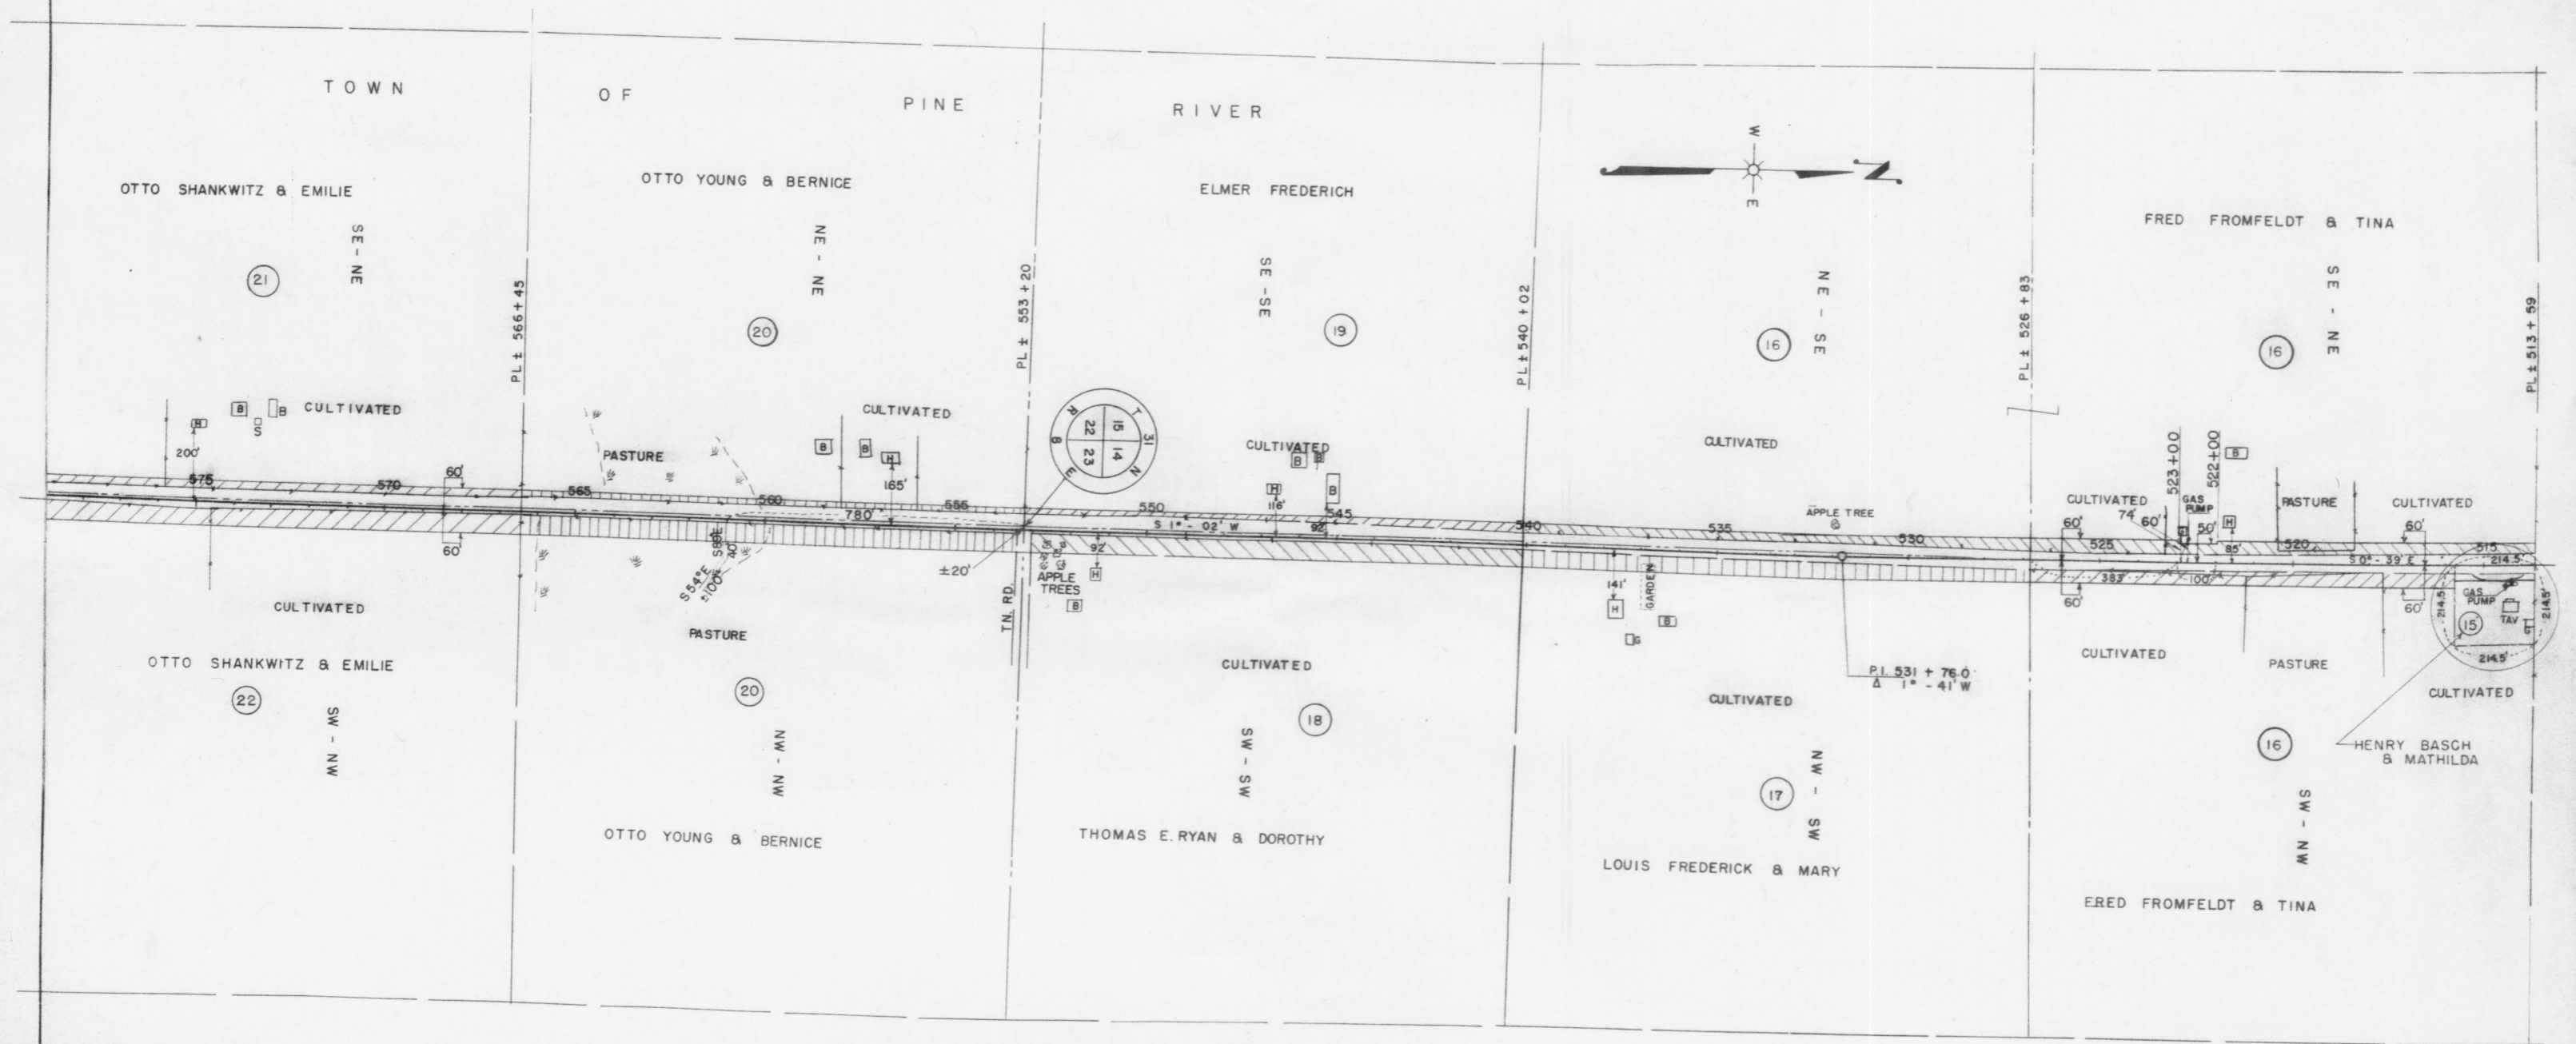 TOWN OF PINE RIVER
OTTO SHANKWITZ & EMILIE
SE - NE
21
PL ± 566+45
OTTO YOUNG & BERNICE
NE - NE
20
PL ± 553+20
ELMER FREDERICH
SE - SE
19
PL ± 540+02
W
N
E
NE - SE
16
PL ± 526+83
FRED FROMFELDT & TINA
SE - NE
16
PL ± 513+59
H
B
B
S
CULTIVATED
200'
60'
PASTURE
B
B
H
CULTIVATED
165'
T 31 N
R 8 E
15 14
22 23
CULTIVATED
B
B
H
B
116'
92'
CULTIVATED
APPLE TREE
CULTIVATED
60'
74'
60'
523+00
GAS PUMP
522+00
50'
B
H
85'
PASTURE
CULTIVATED
60'
575
570
565
560
780'
555
550
S 1° - 02' W
545
540
535
530
525
520
S 0° - 39' E
515
214.5'
383'
100'
60'
S 54° E
±100'
40'
±20'
TN. RD.
APPLE TREES
92'
H
B
141'
H
GARDEN
G
B
P.I. 531 + 76.0
Δ 1° - 41' W
60'
60'
214.5'
GAS PUMP
15
TAV
214.5'
214.5'
CULTIVATED
OTTO SHANKWITZ & EMILIE
22
SW - NW
PASTURE
20
NW - NW
OTTO YOUNG & BERNICE
CULTIVATED
18
SW - SW
THOMAS E. RYAN & DOROTHY
CULTIVATED
17
NW - SW
LOUIS FREDERICK & MARY
CULTIVATED
PASTURE
CULTIVATED
16
HENRY BASCH
& MATHILDA
SW - NW
FRED FROMFELDT & TINA